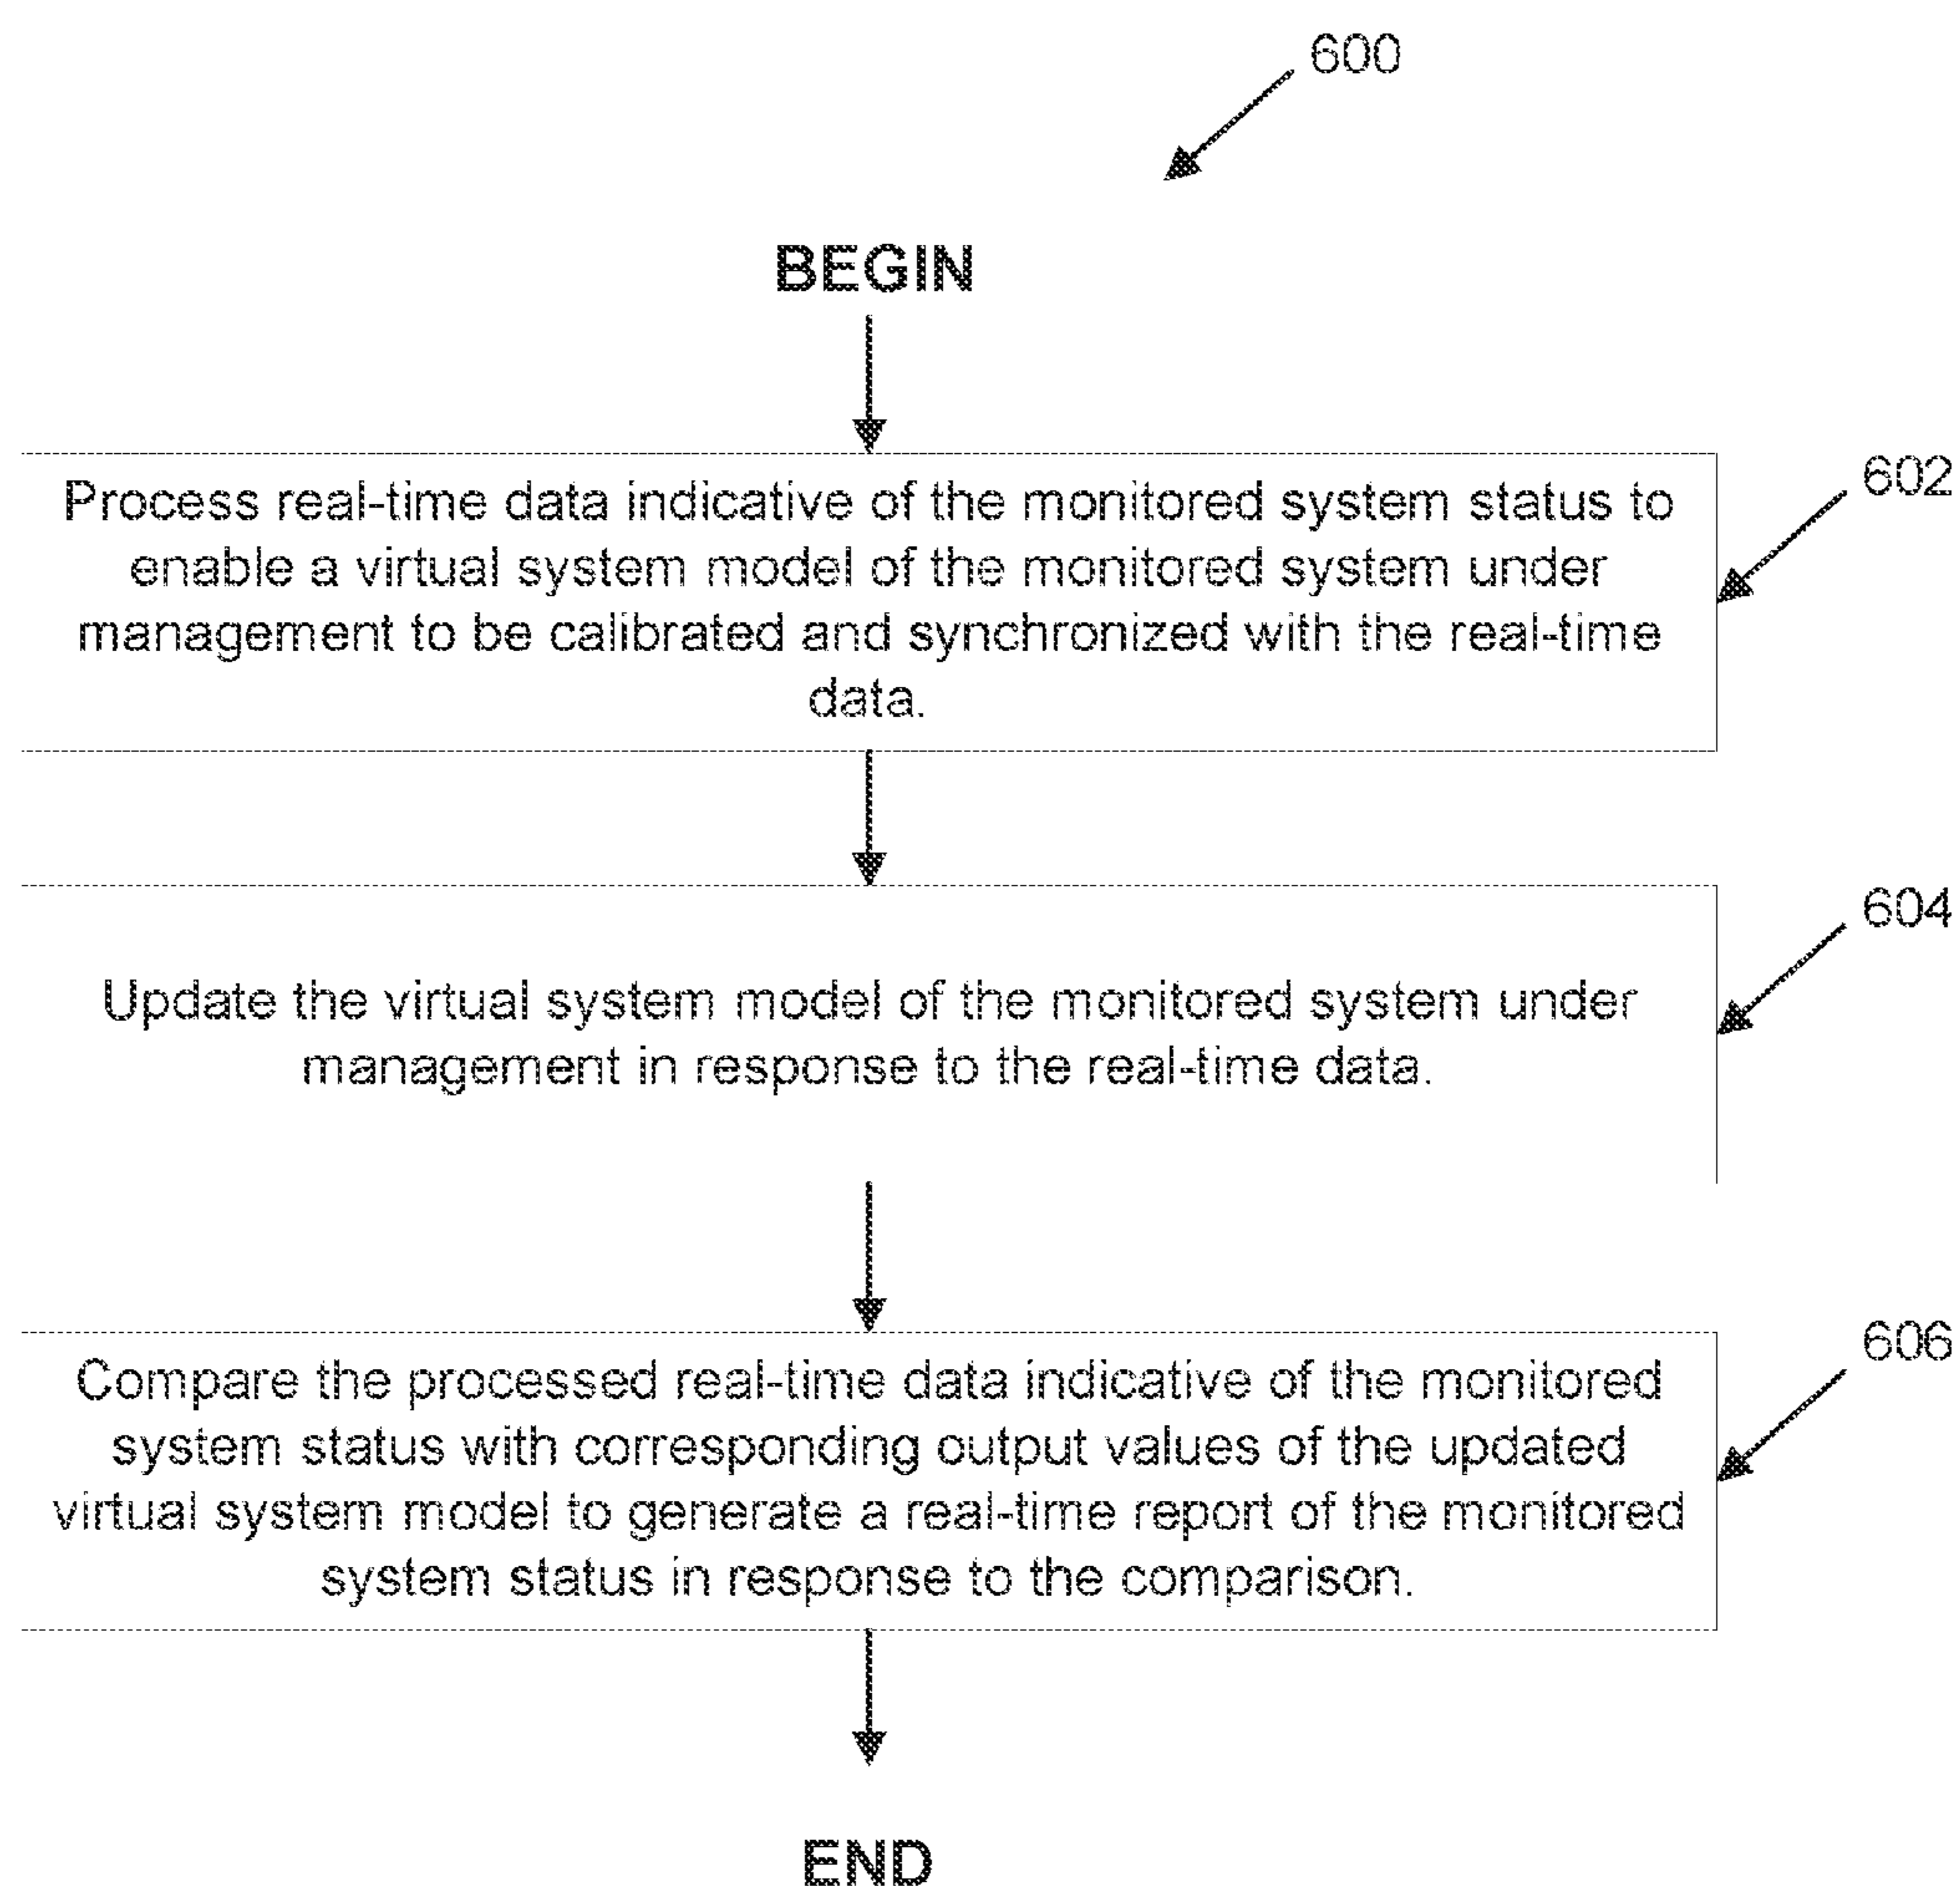 600
BEGIN
Process real-time data indicative of the monitored system status to
enable a virtual system model of the monitored system under
management to be calibrated and synchronized with the real-time
data.
602
Update the virtual system model of the monitored system under
management in response to the real-time data.
604
Compare the processed real-time data indicative of the monitored
system status with corresponding output values of the updated
virtual system model to generate a real-time report of the monitored
system status in response to the comparison.
606
END